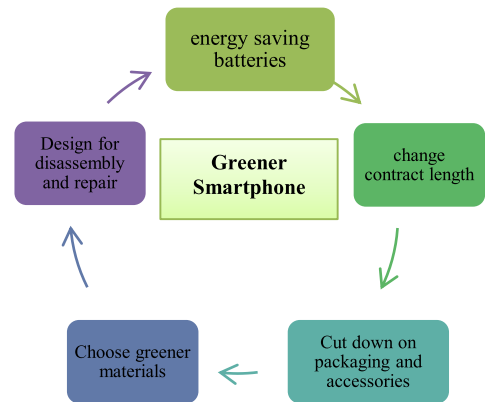 energy saving
batteries
change
contract length
Cut down on
packaging and
accessories
Choose greener
materials
Design for
disassembly
and repair
Greener
Smartphone